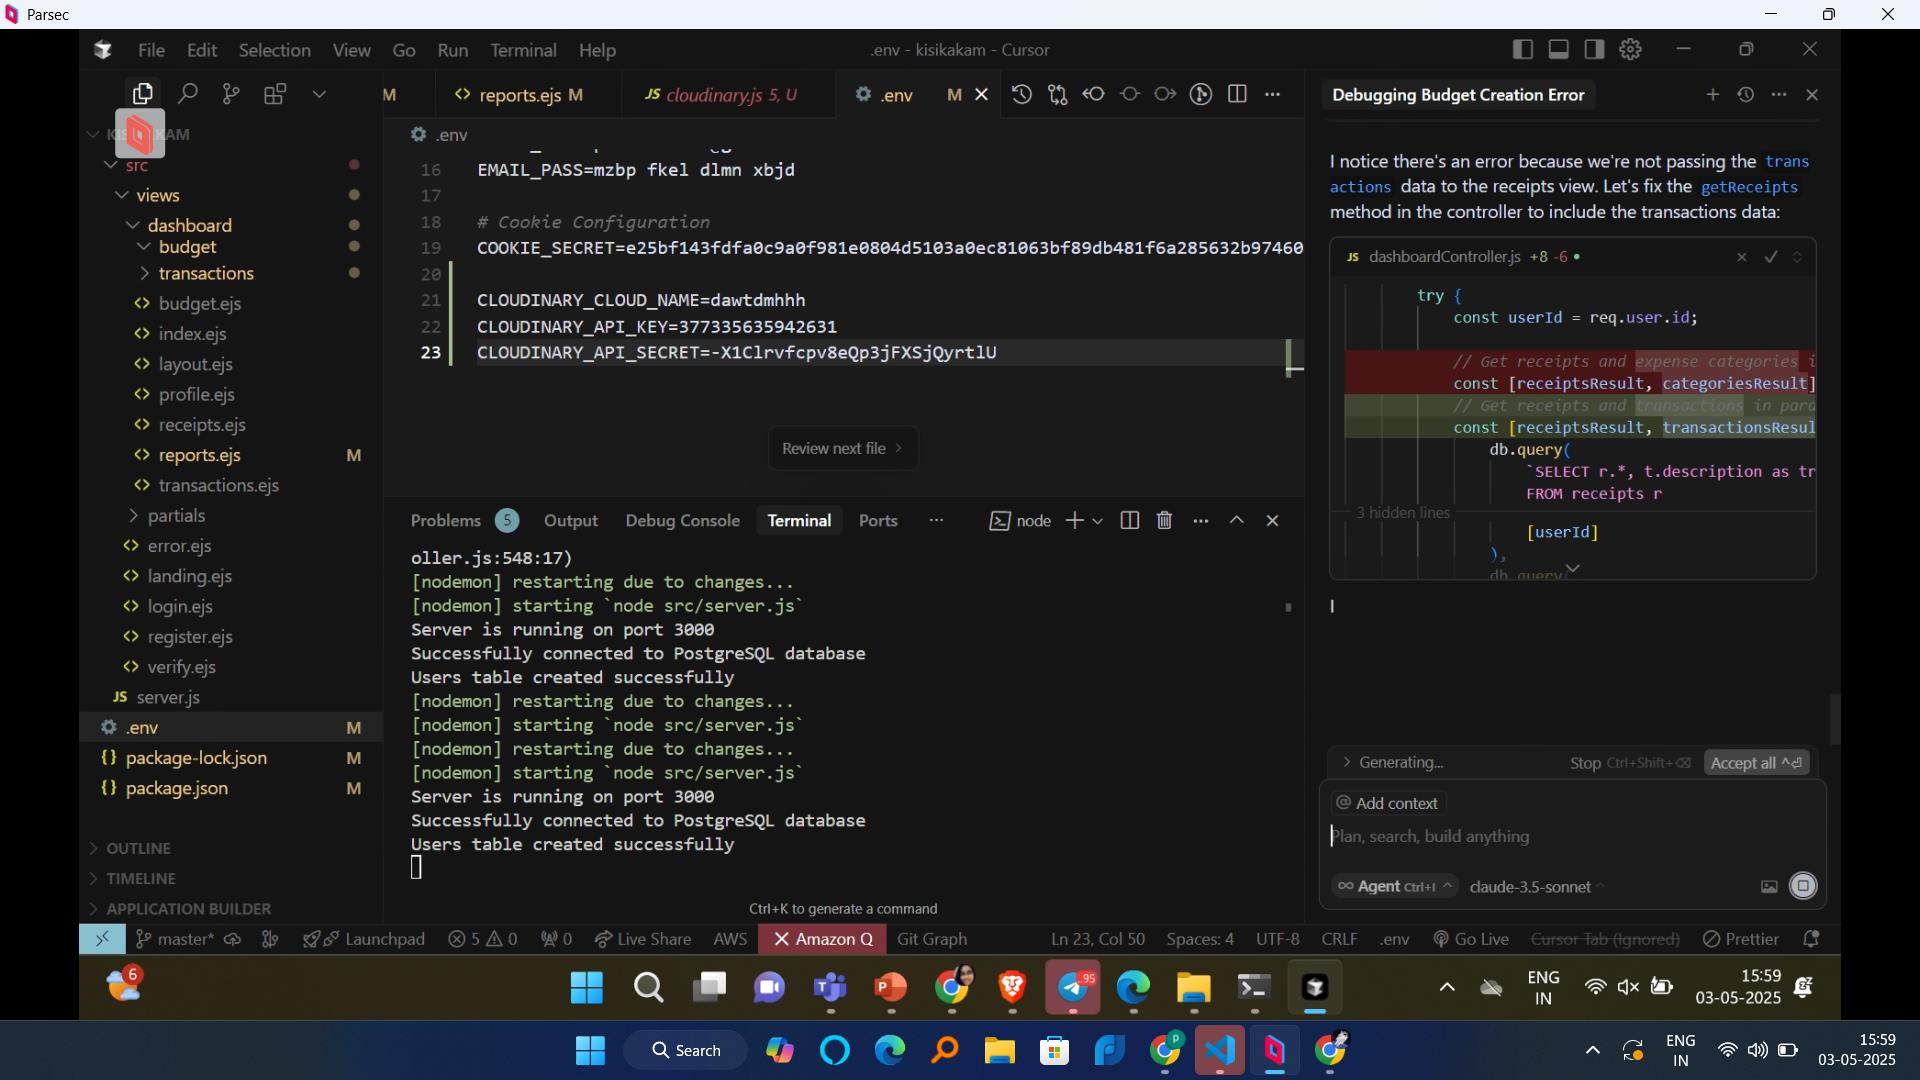 Parsec
File Edit Selection View Go Run Terminal Help
.env - kisikakam - Cursor
M
reports.ejs M
JS cloudinary.js 5, U
.env M
Debugging Budget Creation Error
src
views
dashboard
budget
transactions
budget.ejs
index.ejs
layout.ejs
profile.ejs
receipts.ejs
reports.ejs M
transactions.ejs
partials
error.ejs
landing.ejs
login.ejs
register.ejs
verify.ejs
JS server.js
.env M
{} package-lock.json M
{} package.json M
OUTLINE
TIMELINE
APPLICATION BUILDER
.env
16 EMAIL_PASS=mzbp fkel dlmn xbjd
17
18 # Cookie Configuration
19 COOKIE_SECRET=e25bf143fdfa0c9a0f981e0804d5103a0ec81063bf89db481f6a285632b97460
20
21 CLOUDINARY_CLOUD_NAME=dawtdmhhh
22 CLOUDINARY_API_KEY=377335635942631
23 CLOUDINARY_API_SECRET=-X1Clrvfcpv8eQp3jFXSjQyrtlU
Review next file >
Problems 5 Output Debug Console Terminal Ports ... node
oller.js:548:17)
[nodemon] restarting due to changes...
[nodemon] starting `node src/server.js`
Server is running on port 3000
Successfully connected to PostgreSQL database
Users table created successfully
[nodemon] restarting due to changes...
[nodemon] starting `node src/server.js`
[nodemon] restarting due to changes...
[nodemon] starting `node src/server.js`
Server is running on port 3000
Successfully connected to PostgreSQL database
Users table created successfully
Ctrl+K to generate a command
I notice there's an error because we're not passing the trans
actions data to the receipts view. Let's fix the getReceipts
method in the controller to include the transactions data:
JS dashboardController.js +8 -6
try {
const userId = req.user.id;
// Get receipts and expense categories i
const [receiptsResult, categoriesResult]
// Get receipts and transactions in para
const [receiptsResult, transactionsResul
db.query(
`SELECT r.*, t.description as tr
FROM receipts r
3 hidden lines
[userId]
),
db.query(
Generating... Stop Ctrl+Shift+⌫ Accept all ^⏎
@ Add context
Plan, search, build anything
∞ Agent Ctrl+I claude-3.5-sonnet
master* Launchpad 5 0 0 Live Share AWS Amazon Q Git Graph Ln 23, Col 50 Spaces: 4 UTF-8 CRLF .env Go Live Cursor Tab (Ignored) Prettier
6
P
95
ENG
IN
15:59
03-05-2025
Search
P
ENG
IN
15:59
03-05-2025